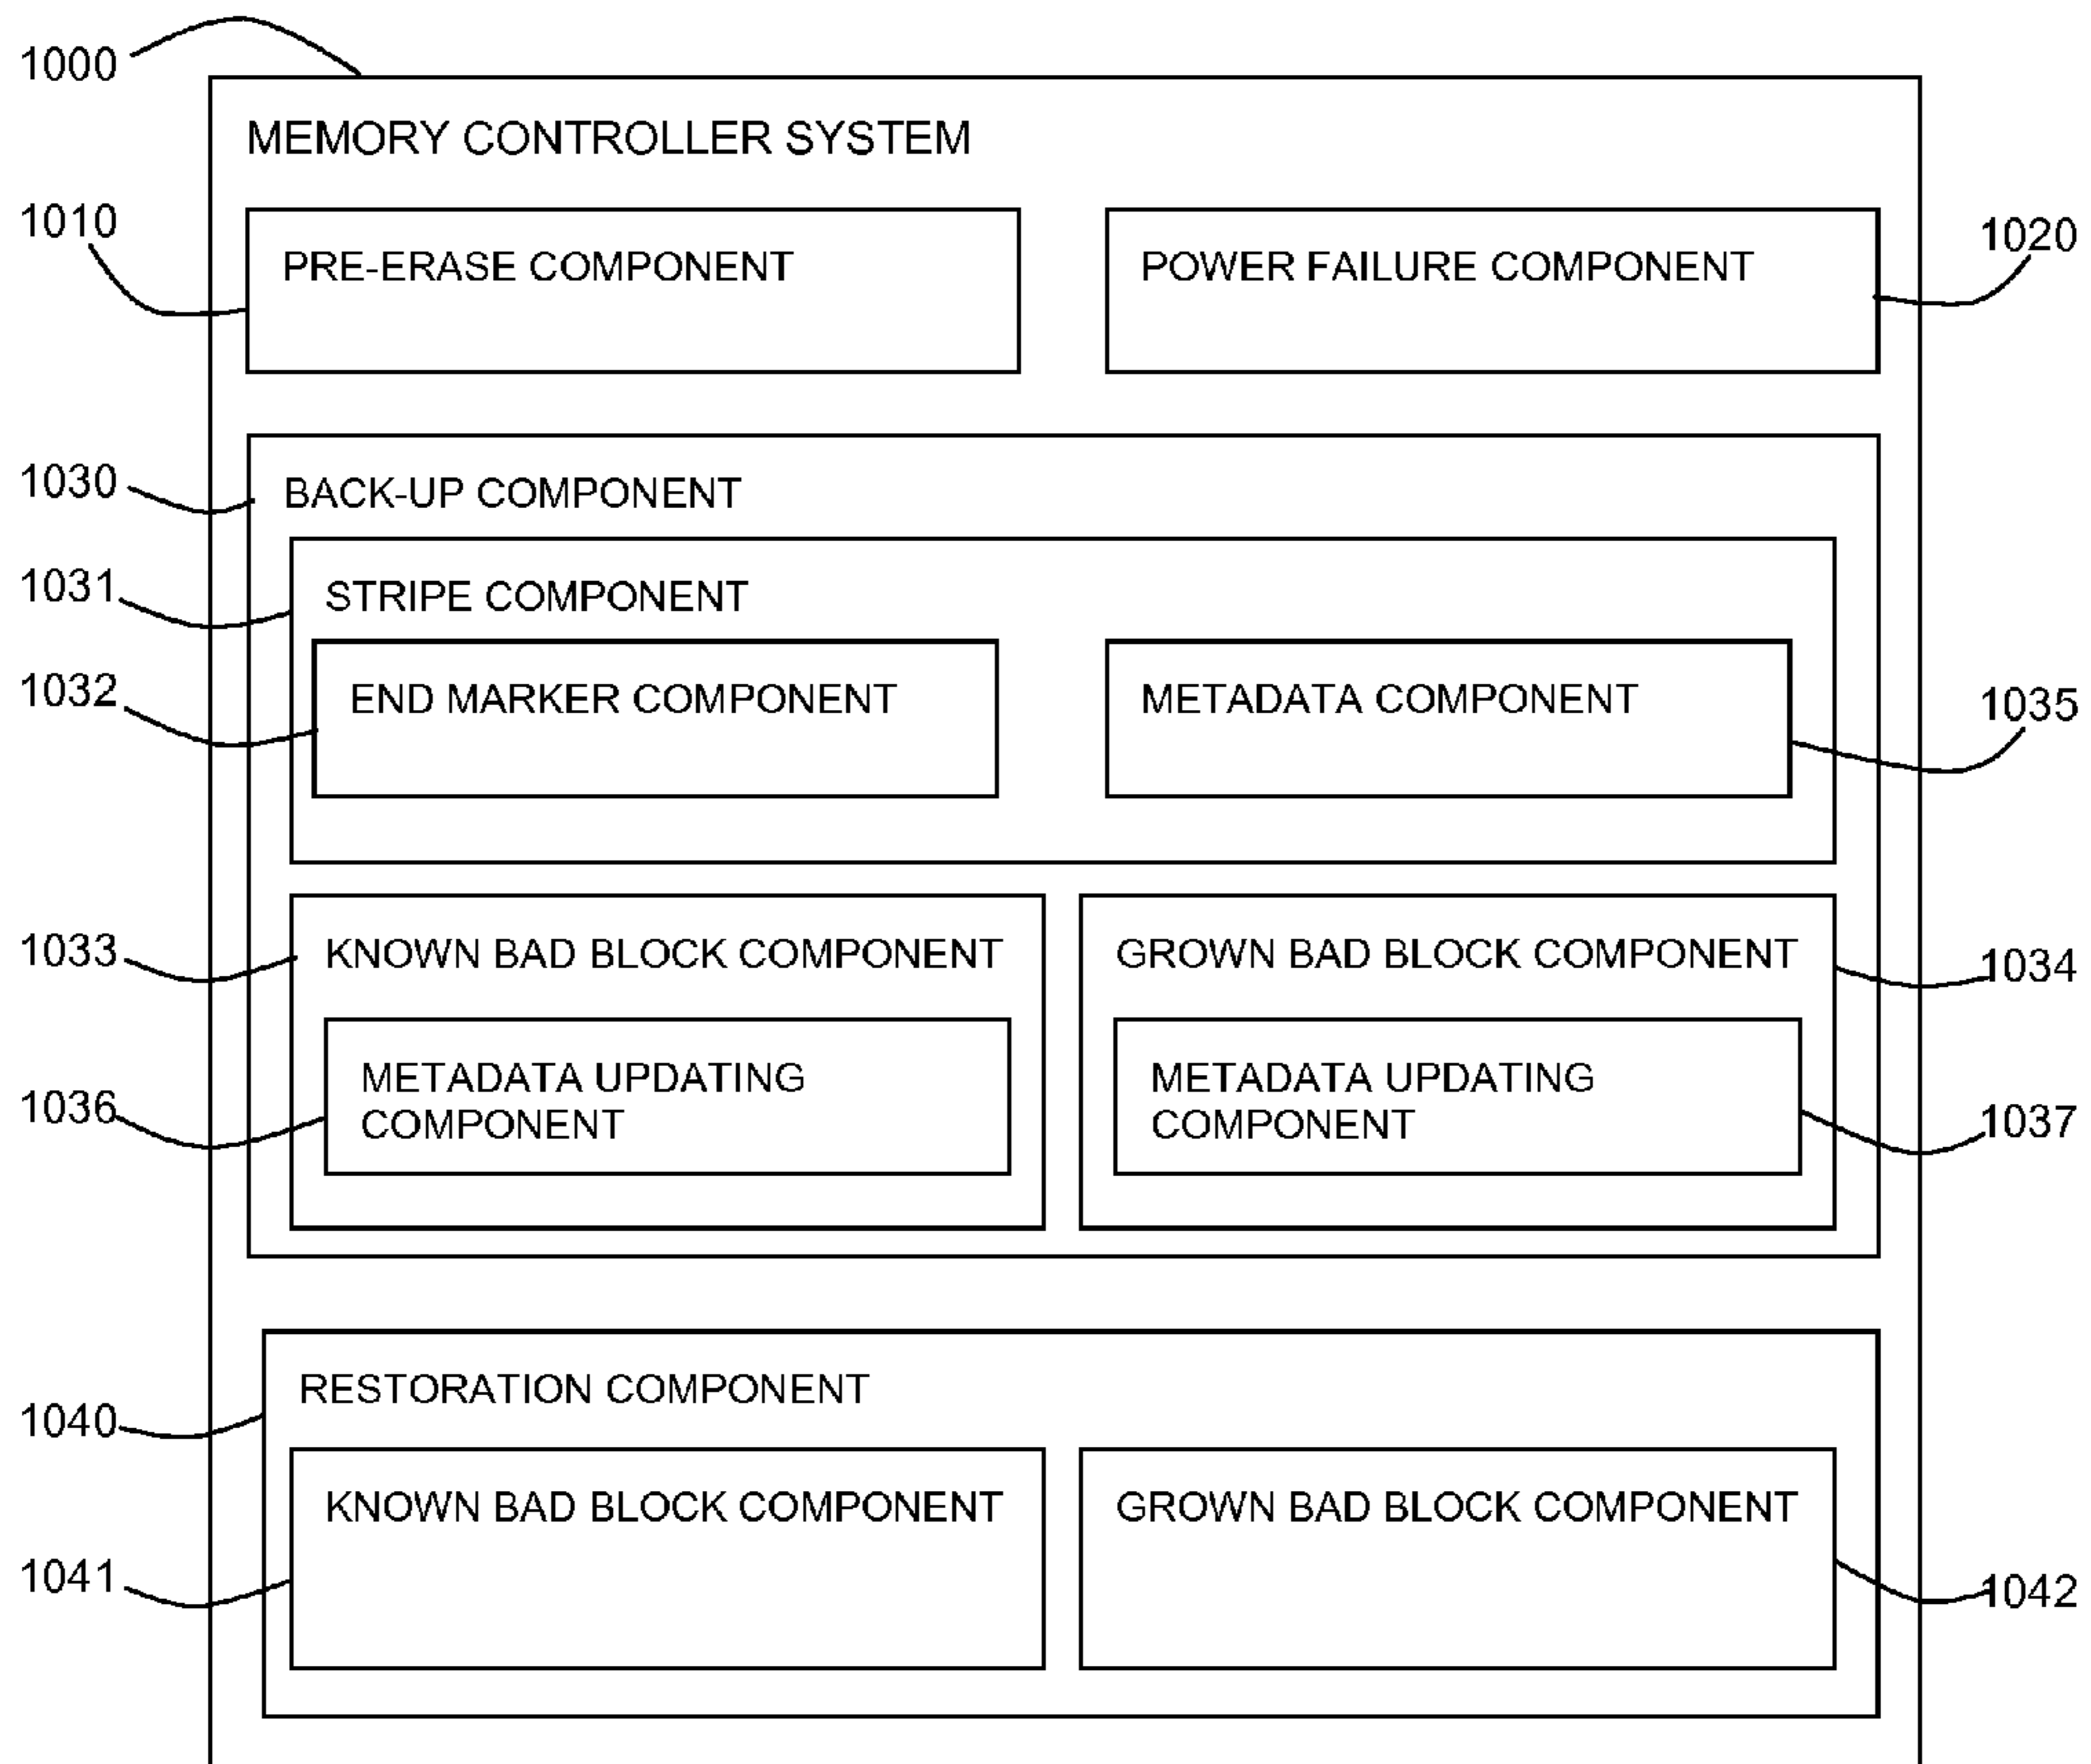 1000
MEMORY CONTROLLER SYSTEM
1010
PRE-ERASE COMPONENT
POWER FAILURE COMPONENT
1020
1030
BACK-UP COMPONENT
1031
STRIPE COMPONENT
1032
END MARKER COMPONENT
METADATA COMPONENT
1035
1033
KNOWN BAD BLOCK COMPONENT
GROWN BAD BLOCK COMPONENT
1034
1036
METADATA UPDATING
COMPONENT
METADATA UPDATING
COMPONENT
1037
RESTORATION COMPONENT
1040
KNOWN BAD BLOCK COMPONENT
GROWN BAD BLOCK COMPONENT
1041
1042